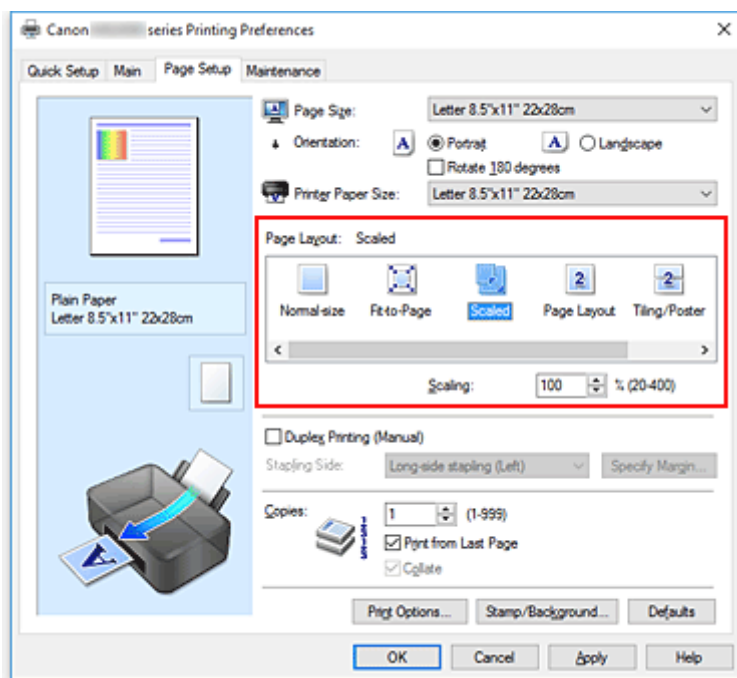 Canon series Printing Preferences
Quick Setup Main Page Setup Maintenance
Page Size: Letter 8.5"x11" 22x28cm
Orientation: A Portrait A Landscape
Rotate 180 degrees
Printer Paper Size: Letter 8.5"x11" 22x28cm
Page Layout: Scaled
Normal-size Fit-to-Page Scaled Page Layout Tiling/Poster
Scaling: 100 % (20-400)
Plain Paper
Letter 8.5"x11" 22x28cm
Duplex Printing (Manual)
Stapling Side: Long-side stapling (Left) Specify Margin...
Copies: 1 (1-999)
Print from Last Page
Collate
Print Options... Stamp/Background... Defaults
OK Cancel Apply Help